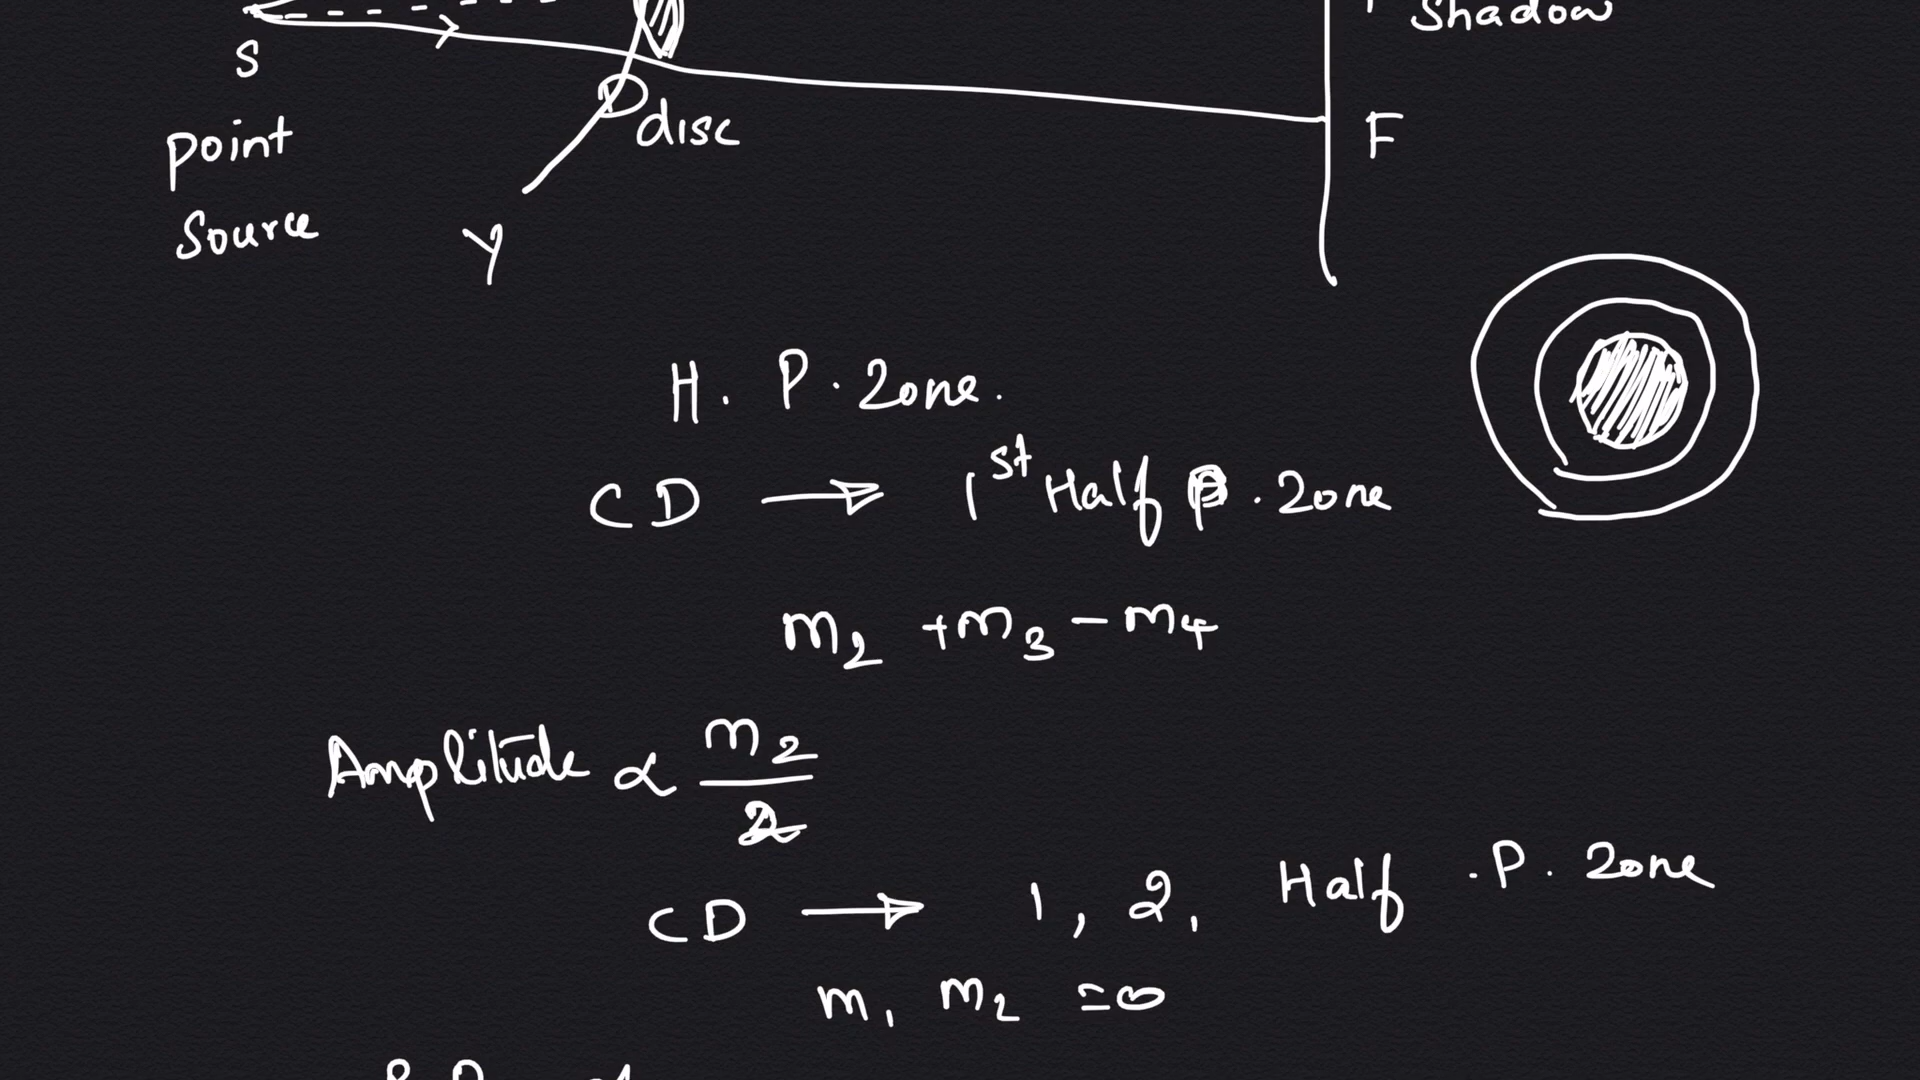 Shadow
S
point
Source
D disc
Y
F
H. P. Zone.
CD → 1st Half P. Zone
m2 + m3 - m4
Amplitude ∝ m2/2
CD → 1, 2, Half .P. Zone
m1 m2 = 0